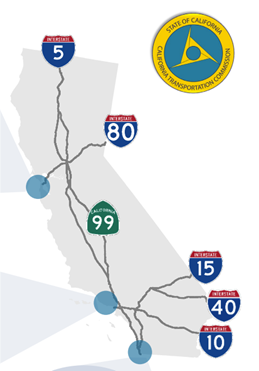 STATE OF CALIFORNIA
CALIFORNIA TRANSPORTATION COMMISSION
INTERSTATE
5
INTERSTATE
80
CALIFORNIA
99
INTERSTATE
15
INTERSTATE
40
INTERSTATE
10